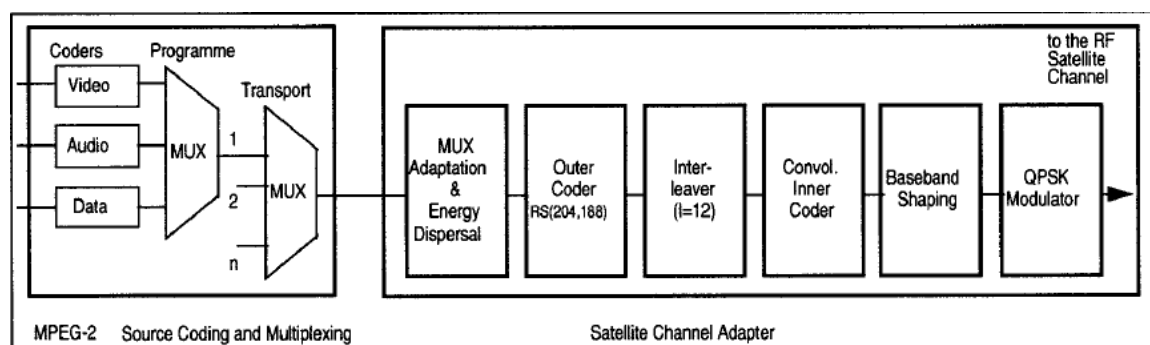 Coders
Programme
Video
Audio
Data
MUX
Transport
1
2
n
MUX
to the RF
Satellite
Channel
MUX
Adaptation
&
Energy
Dispersal
Outer
Coder
RS(204,188)
Inter-
leaver
(I=12)
Convol.
Inner
Coder
Baseband
Shaping
QPSK
Modulator
MPEG-2 Source Coding and Multiplexing
Satellite Channel Adapter